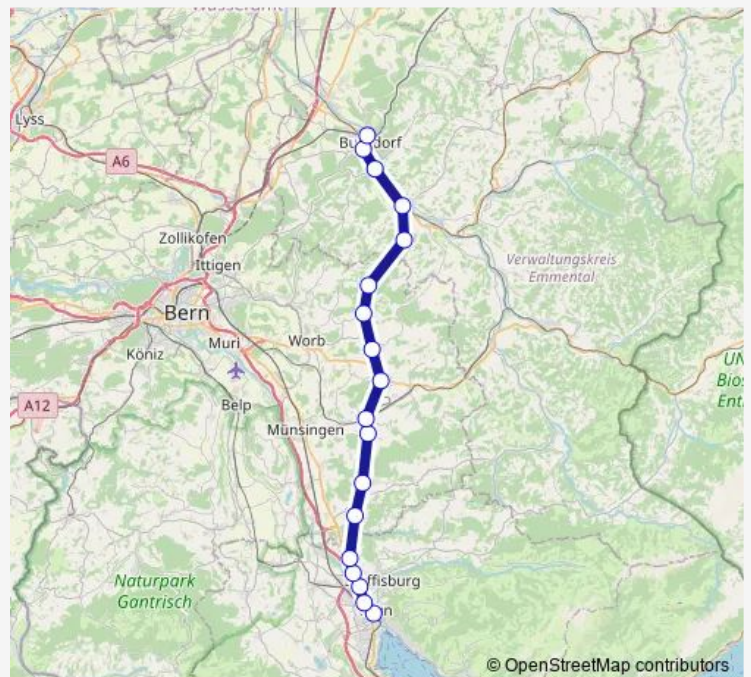 Lyss
A6
Zollikofen
Ittigen
Verwaltungskreis
Emmental
Bern
Muri
Worb
Köniz
A12
Belp
Münsingen
Naturpark
Gantrisch
© OpenStreetMap contributors